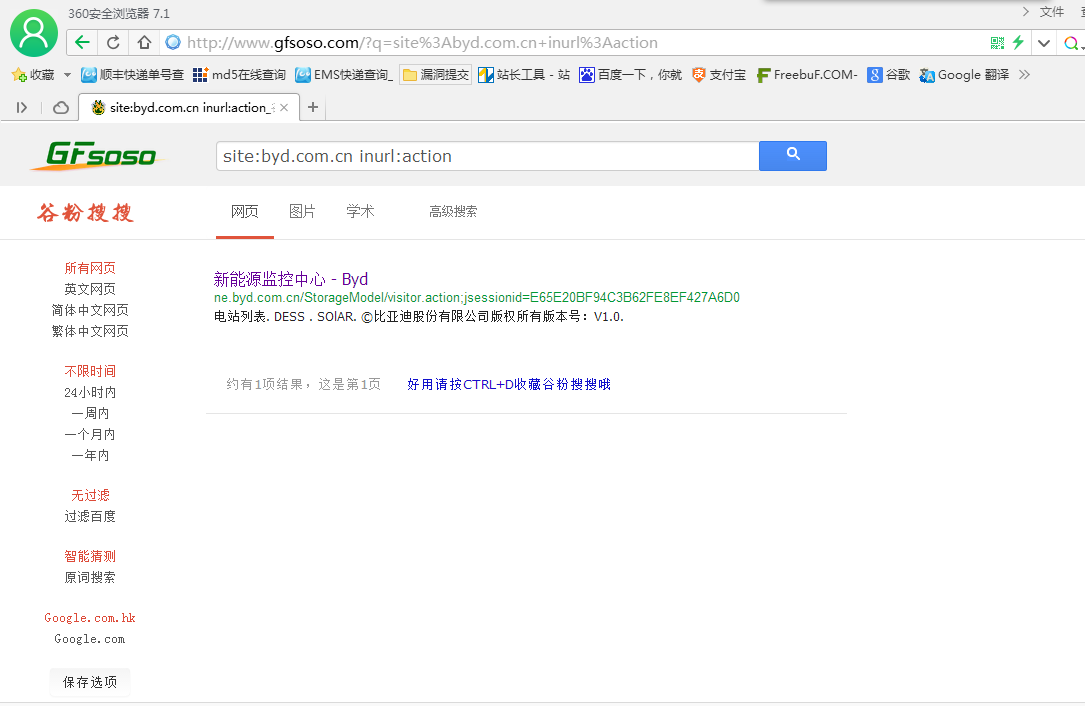 360安全浏览器 7.1
文件
http://www.gfsoso.com/?q=site%3Abyd.com.cn+inurl%3Aaction
收藏 顺丰快递单号查 md5在线查询 EMS快递查询_ 漏洞提交 站长工具 - 站 百度一下，你就 支付宝 FreebuF.COM- 谷歌 Google 翻译
site:byd.com.cn inurl:action_
GFsoso
site:byd.com.cn inurl:action
谷粉搜搜
网页 图片 学术 高级搜索
所有网页
英文网页
简体中文网页
繁体中文网页
不限时间
24小时内
一周内
一个月内
一年内
无过滤
过滤百度
智能猜测
原词搜索
Google.com.hk
Google.com
保存选项
新能源监控中心 - Byd
ne.byd.com.cn/StorageModel/visitor.action;jsessionid=E65E20BF94C3B62FE8EF427A6D0
电站列表. DESS . SOlAR. ©比亚迪股份有限公司版权所有版本号：V1.0.
约有1项结果，这是第1页 好用请按CTRL+D收藏谷粉搜搜哦